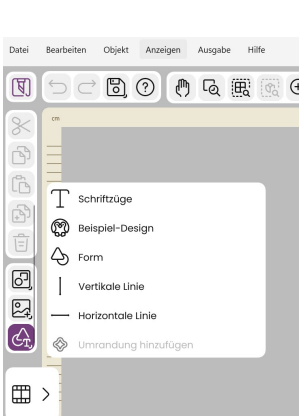 Datei Bearbeiten Objekt Anzeigen Ausgabe Hilfe
cm
Schriftzüge
Beispiel-Design
Form
Vertikale Linie
Horizontale Linie
Umrandung hinzufügen